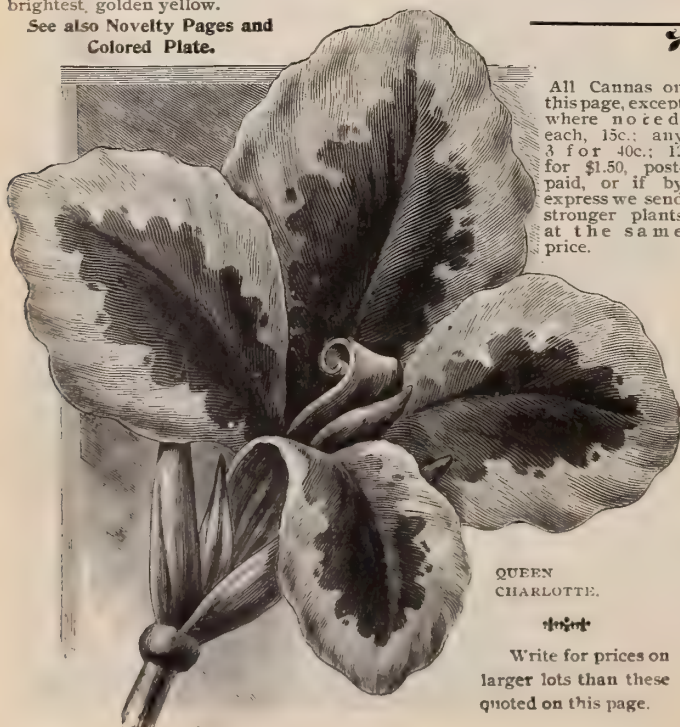 brightest, golden yellow.
See also Novelty Pages and
Colored Plate.
All Cannas on
this page, except
where noted
each, 15c.; any
3 for 40c.; 12
for $1.50, post-
paid, or if by
express we send
stronger plants
at the same
price.
QUEEN
CHARLOTTE.
Write for prices on
larger lots than these
quoted on this page.